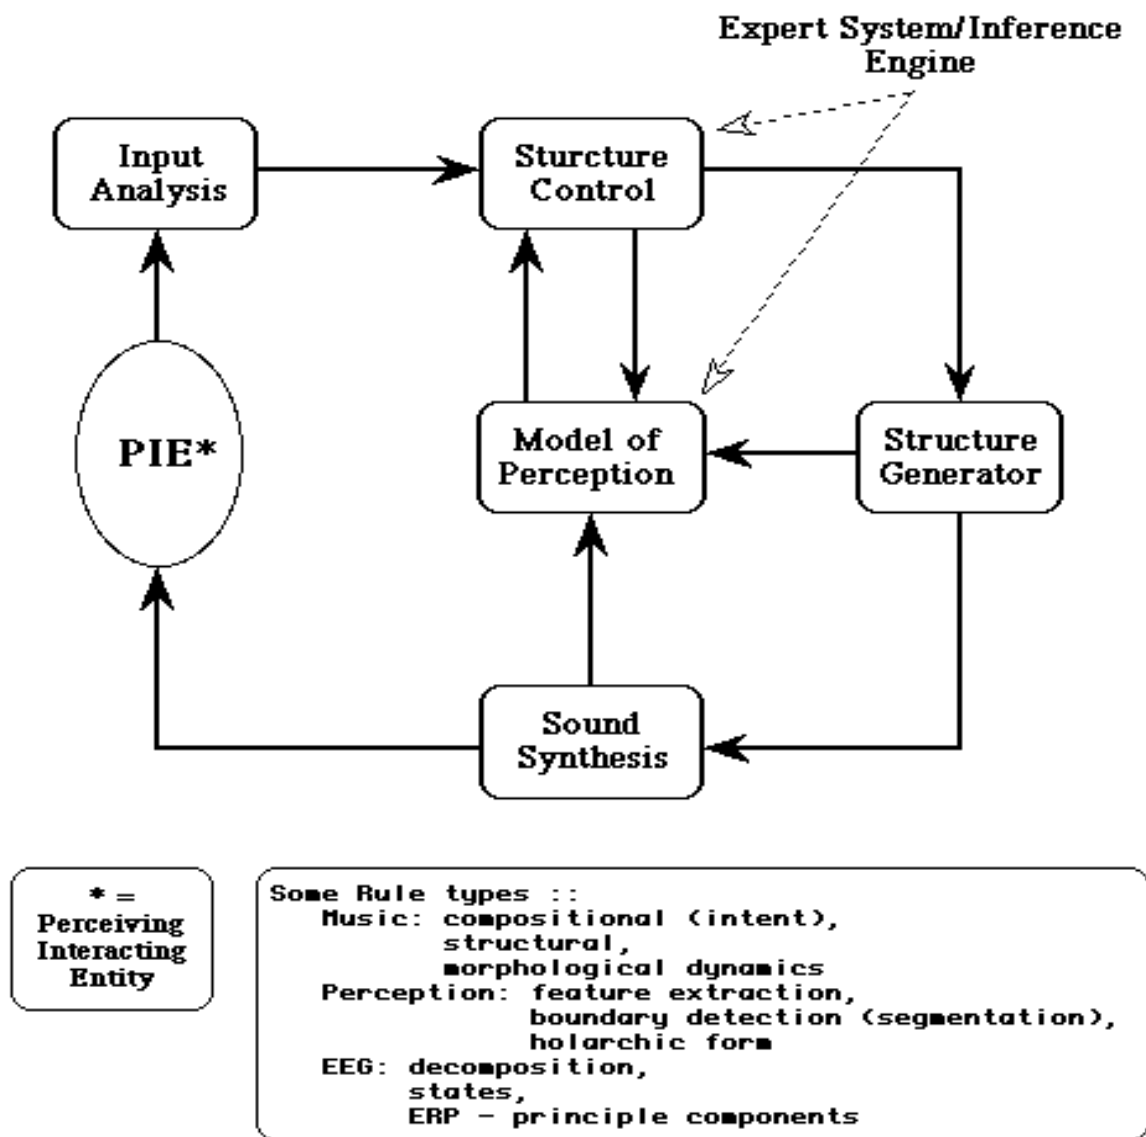 Expert System/Inference
Engine
Input
Analysis
Sturcture
Control
PIE*
Model of
Perception
Structure
Generator
Sound
Synthesis
* =
Perceiving
Interacting
Entity
Some Rule types ::
Music: compositional (intent),
structural,
morphological dynamics
Perception: feature extraction,
boundary detection (segmentation),
holarchic form
EEG: decomposition,
states,
ERP - principle components